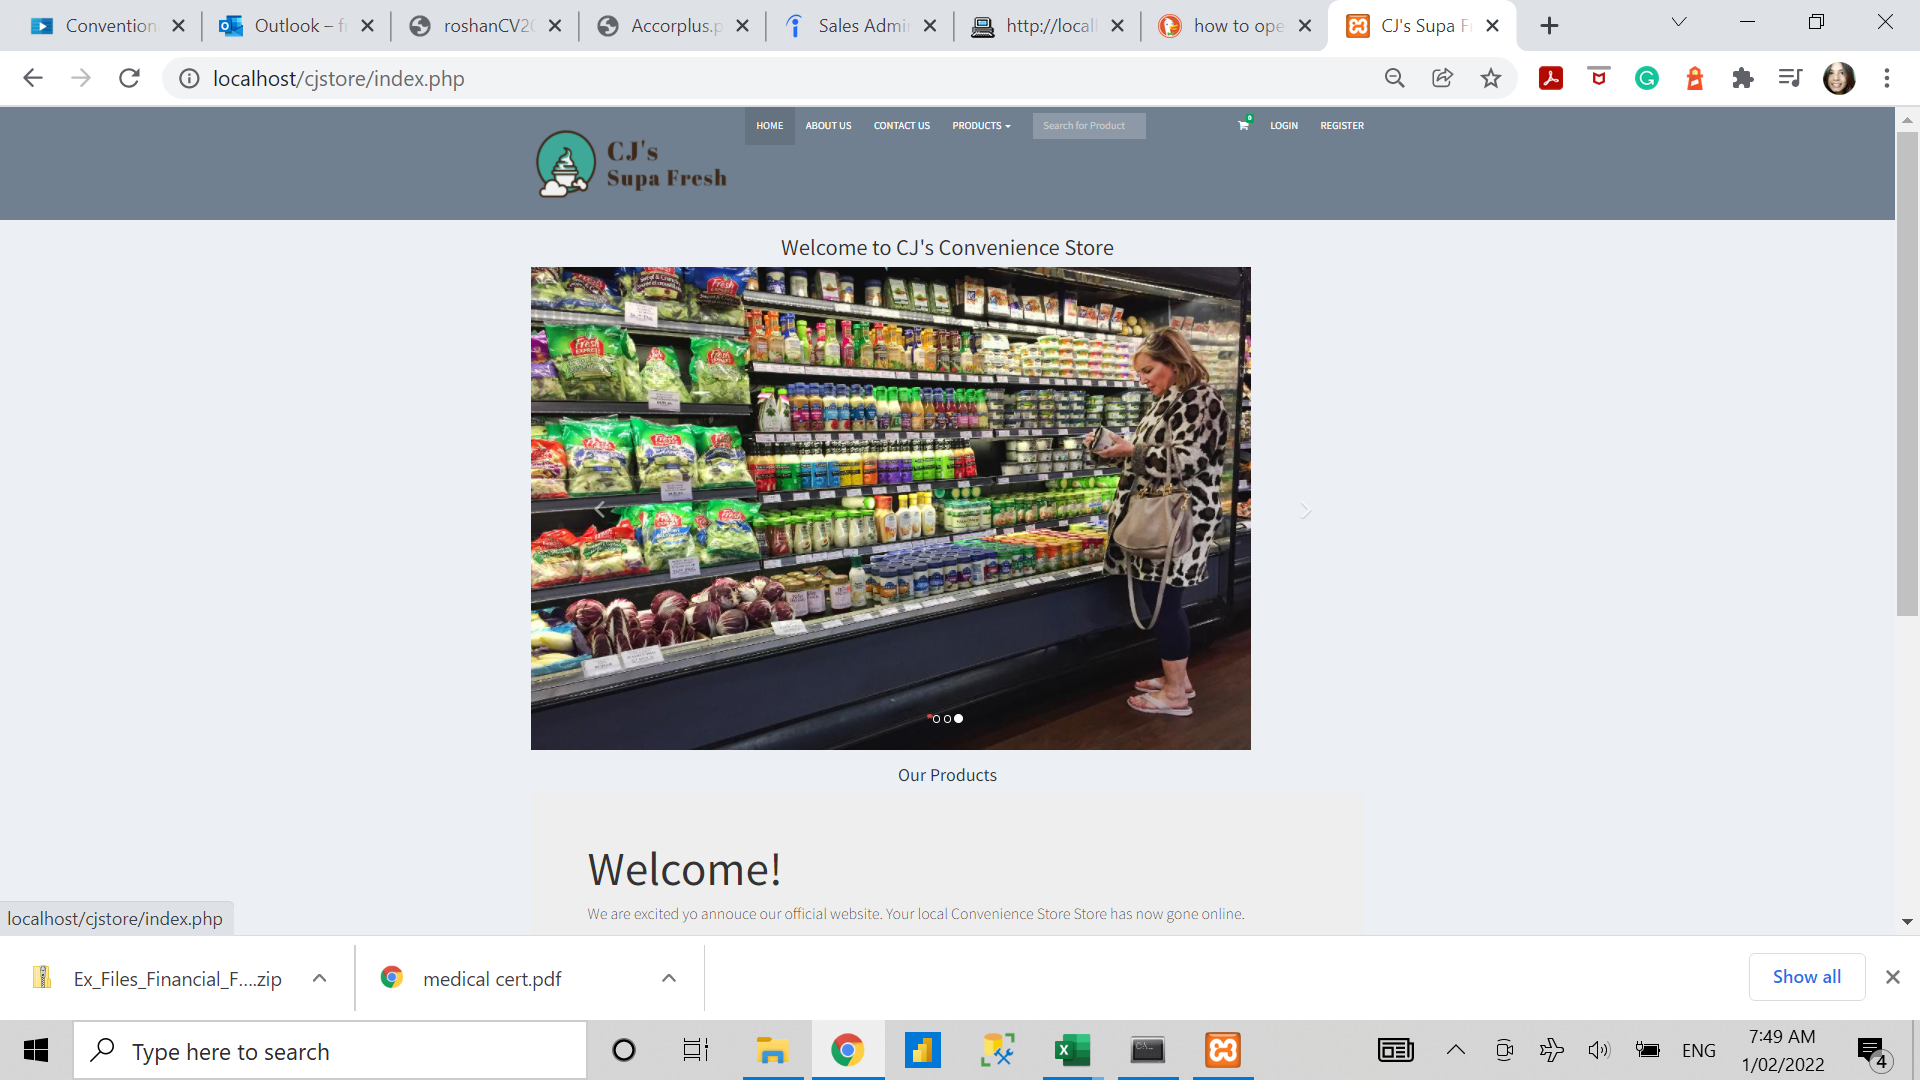 Convention
Outlook – f
roshanCV20
Accorplus.p
Sales Admi
http://local
how to ope
CJ's Supa F
localhost/cjstore/index.php
HOME ABOUT US CONTACT US PRODUCTS Search for Product 0 LOGIN REGISTER
CJ's
Supa Fresh
Welcome to CJ's Convenience Store
Our Products
Welcome!
We are excited yo annouce our official website. Your local Convenience Store Store has now gone online.
localhost/cjstore/index.php
Ex_Files_Financial_F....zip
medical cert.pdf
Show all
Type here to search
ENG
7:49 AM
1/02/2022
4